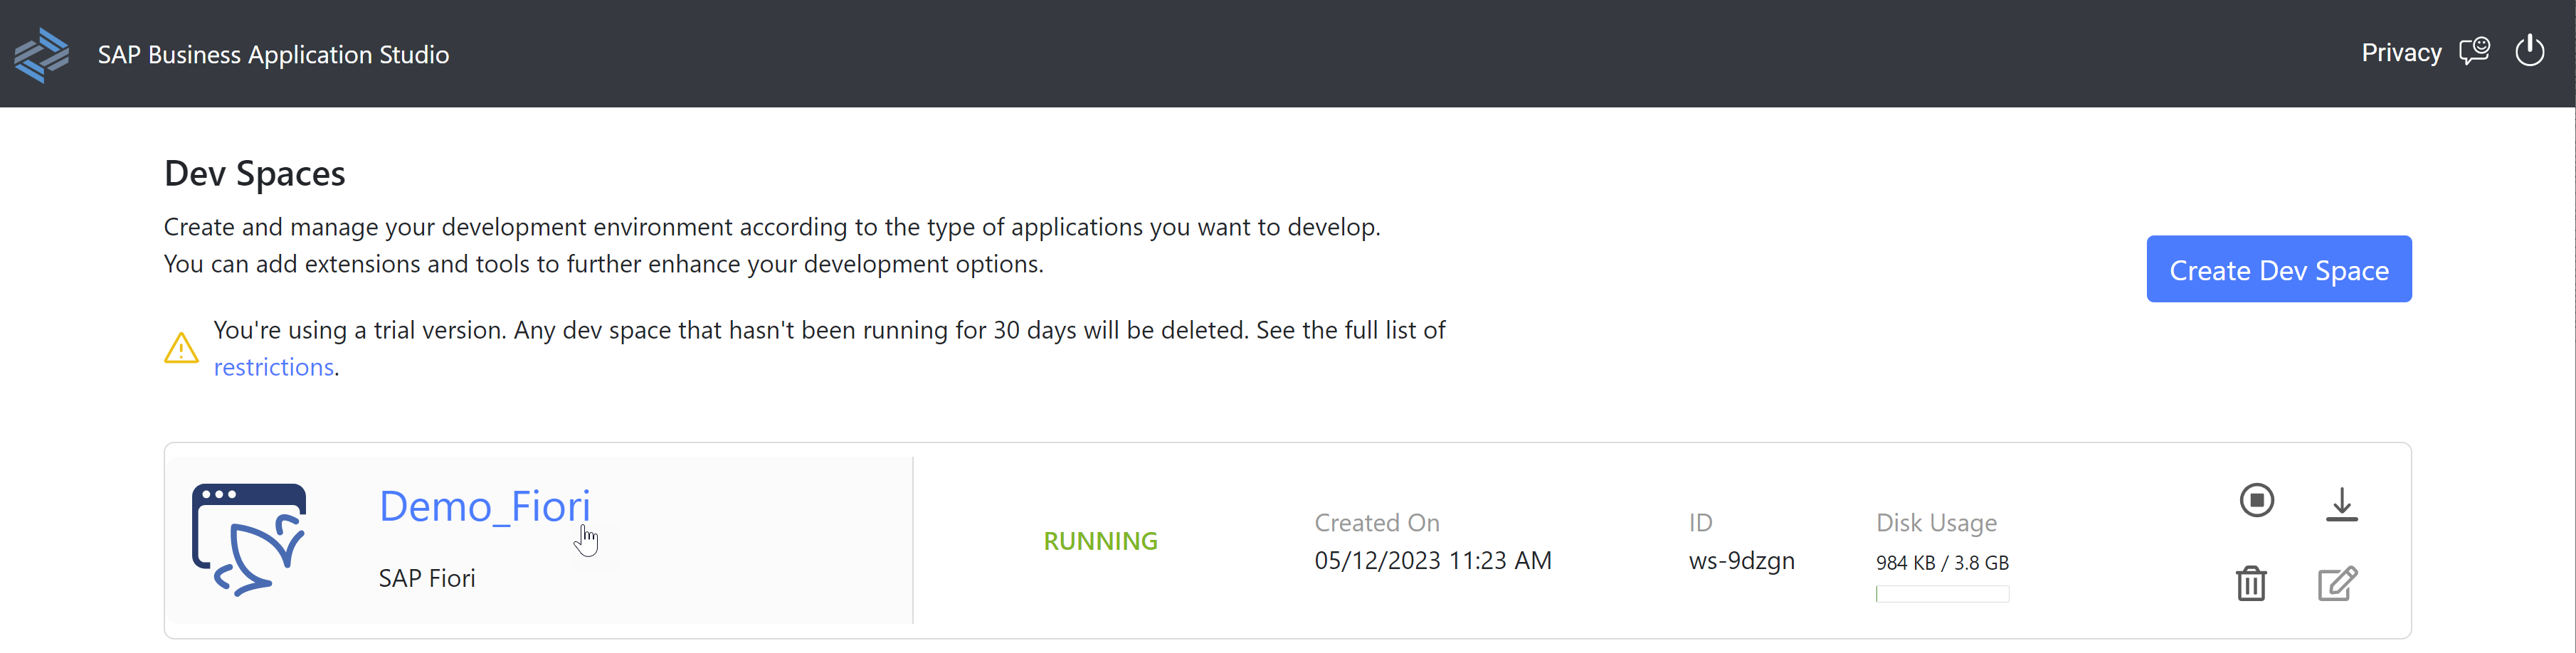 SAP Business Application Studio
Privacy
Dev Spaces
Create and manage your development environment according to the type of applications you want to develop.
You can add extensions and tools to further enhance your development options.
Create Dev Space
You're using a trial version. Any dev space that hasn't been running for 30 days will be deleted. See the full list of
restrictions.
Demo_Fiori
SAP Fiori
RUNNING
Created On
05/12/2023 11:23 AM
ID
ws-9dzgn
Disk Usage
984 KB / 3.8 GB